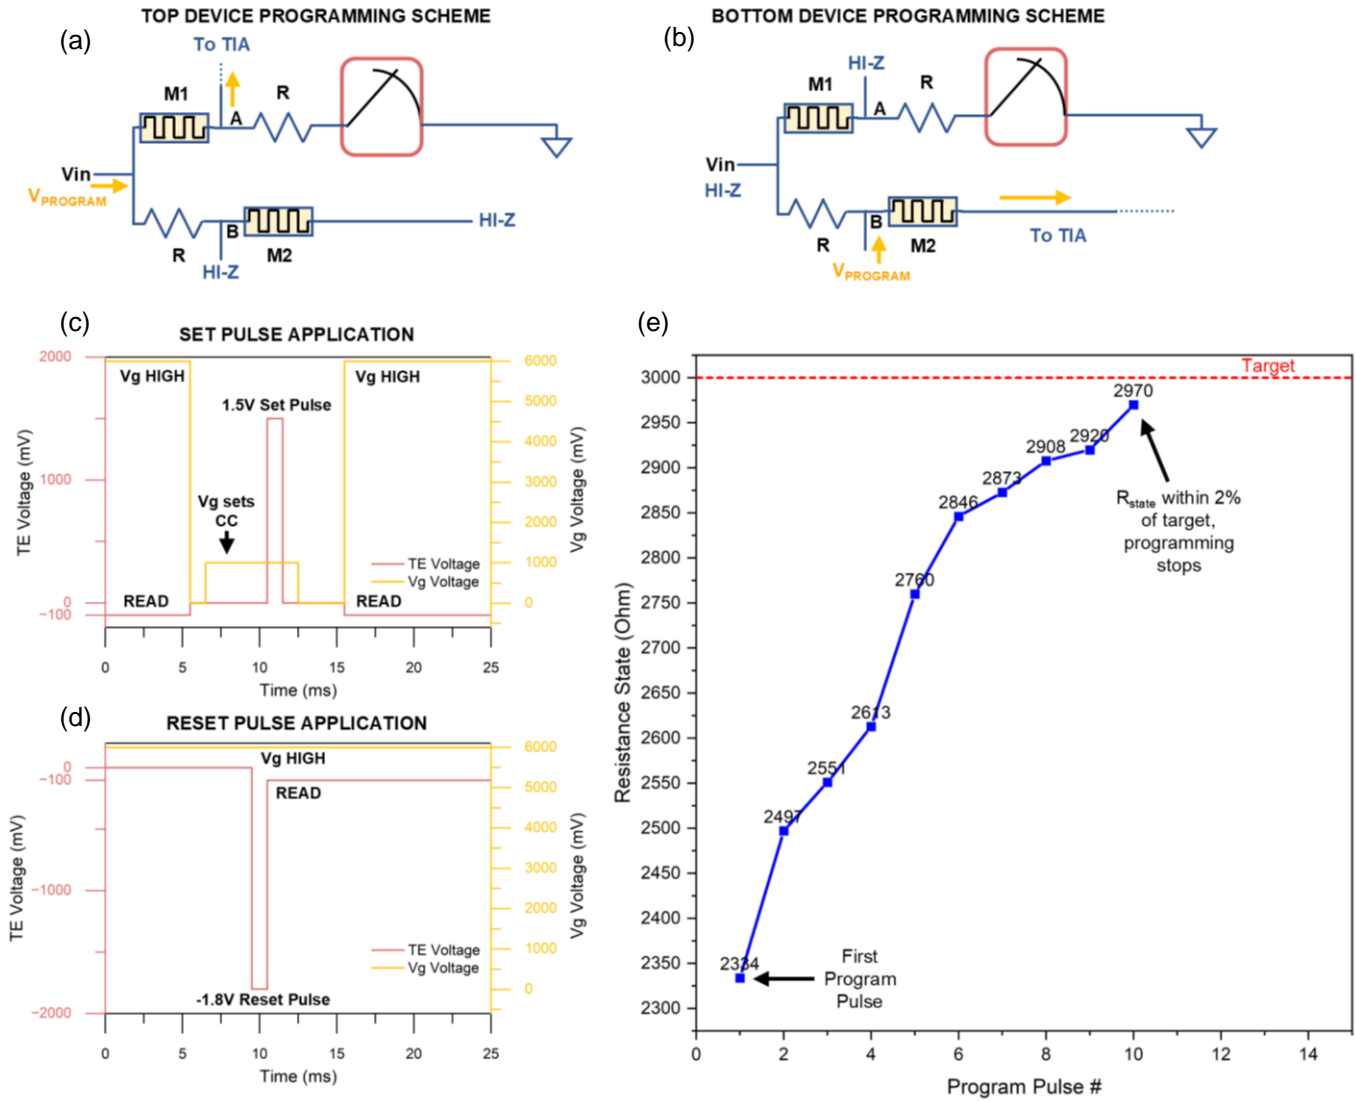 TOP DEVICE PROGRAMMING SCHEME
(a)
To TIA
M1
R
A
Vin
VPROGRAM
R
B
M2
HI-Z
HI-Z
BOTTOM DEVICE PROGRAMMING SCHEME
(b)
HI-Z
M1
R
A
Vin
HI-Z
R
B
M2
To TIA
VPROGRAM
(c)
SET PULSE APPLICATION
2000
1000
0
−100
TE Voltage (mV)
Vg HIGH
Vg HIGH
1.5V Set Pulse
Vg sets
CC
TE Voltage
Vg Voltage
READ
READ
6000
5000
4000
3000
2000
1000
0
Vg Voltage (mV)
0
5
10
15
20
25
Time (ms)
(d)
RESET PULSE APPLICATION
0
−100
−1000
−2000
TE Voltage (mV)
Vg HIGH
READ
TE Voltage
Vg Voltage
-1.8V Reset Pulse
6000
5000
4000
3000
2000
1000
0
Vg Voltage (mV)
0
5
10
15
20
25
Time (ms)
(e)
Target
3000
2950
2900
2850
2800
2750
2700
2650
2600
2550
2500
2450
2400
2350
2300
Resistance State (Ohm)
2970
2920
2908
2873
2846
2760
2613
2551
2497
2334
Rstate within 2%
of target,
programming
stops
First
Program
Pulse
0
2
4
6
8
10
12
14
Program Pulse #